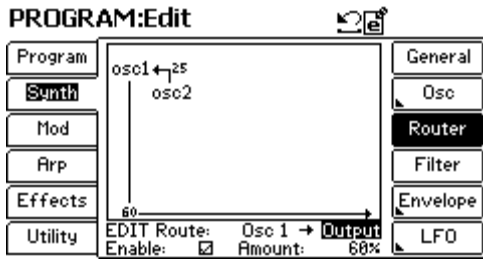 PROGRAM:Edit
Program
Synth
Mod
Arp
Effects
Utility
osc1 25
osc2
60
EDIT Route: Osc 1 → Output
Enable: ☑ Amount: 60%
General
Osc
Router
Filter
Envelope
LFO